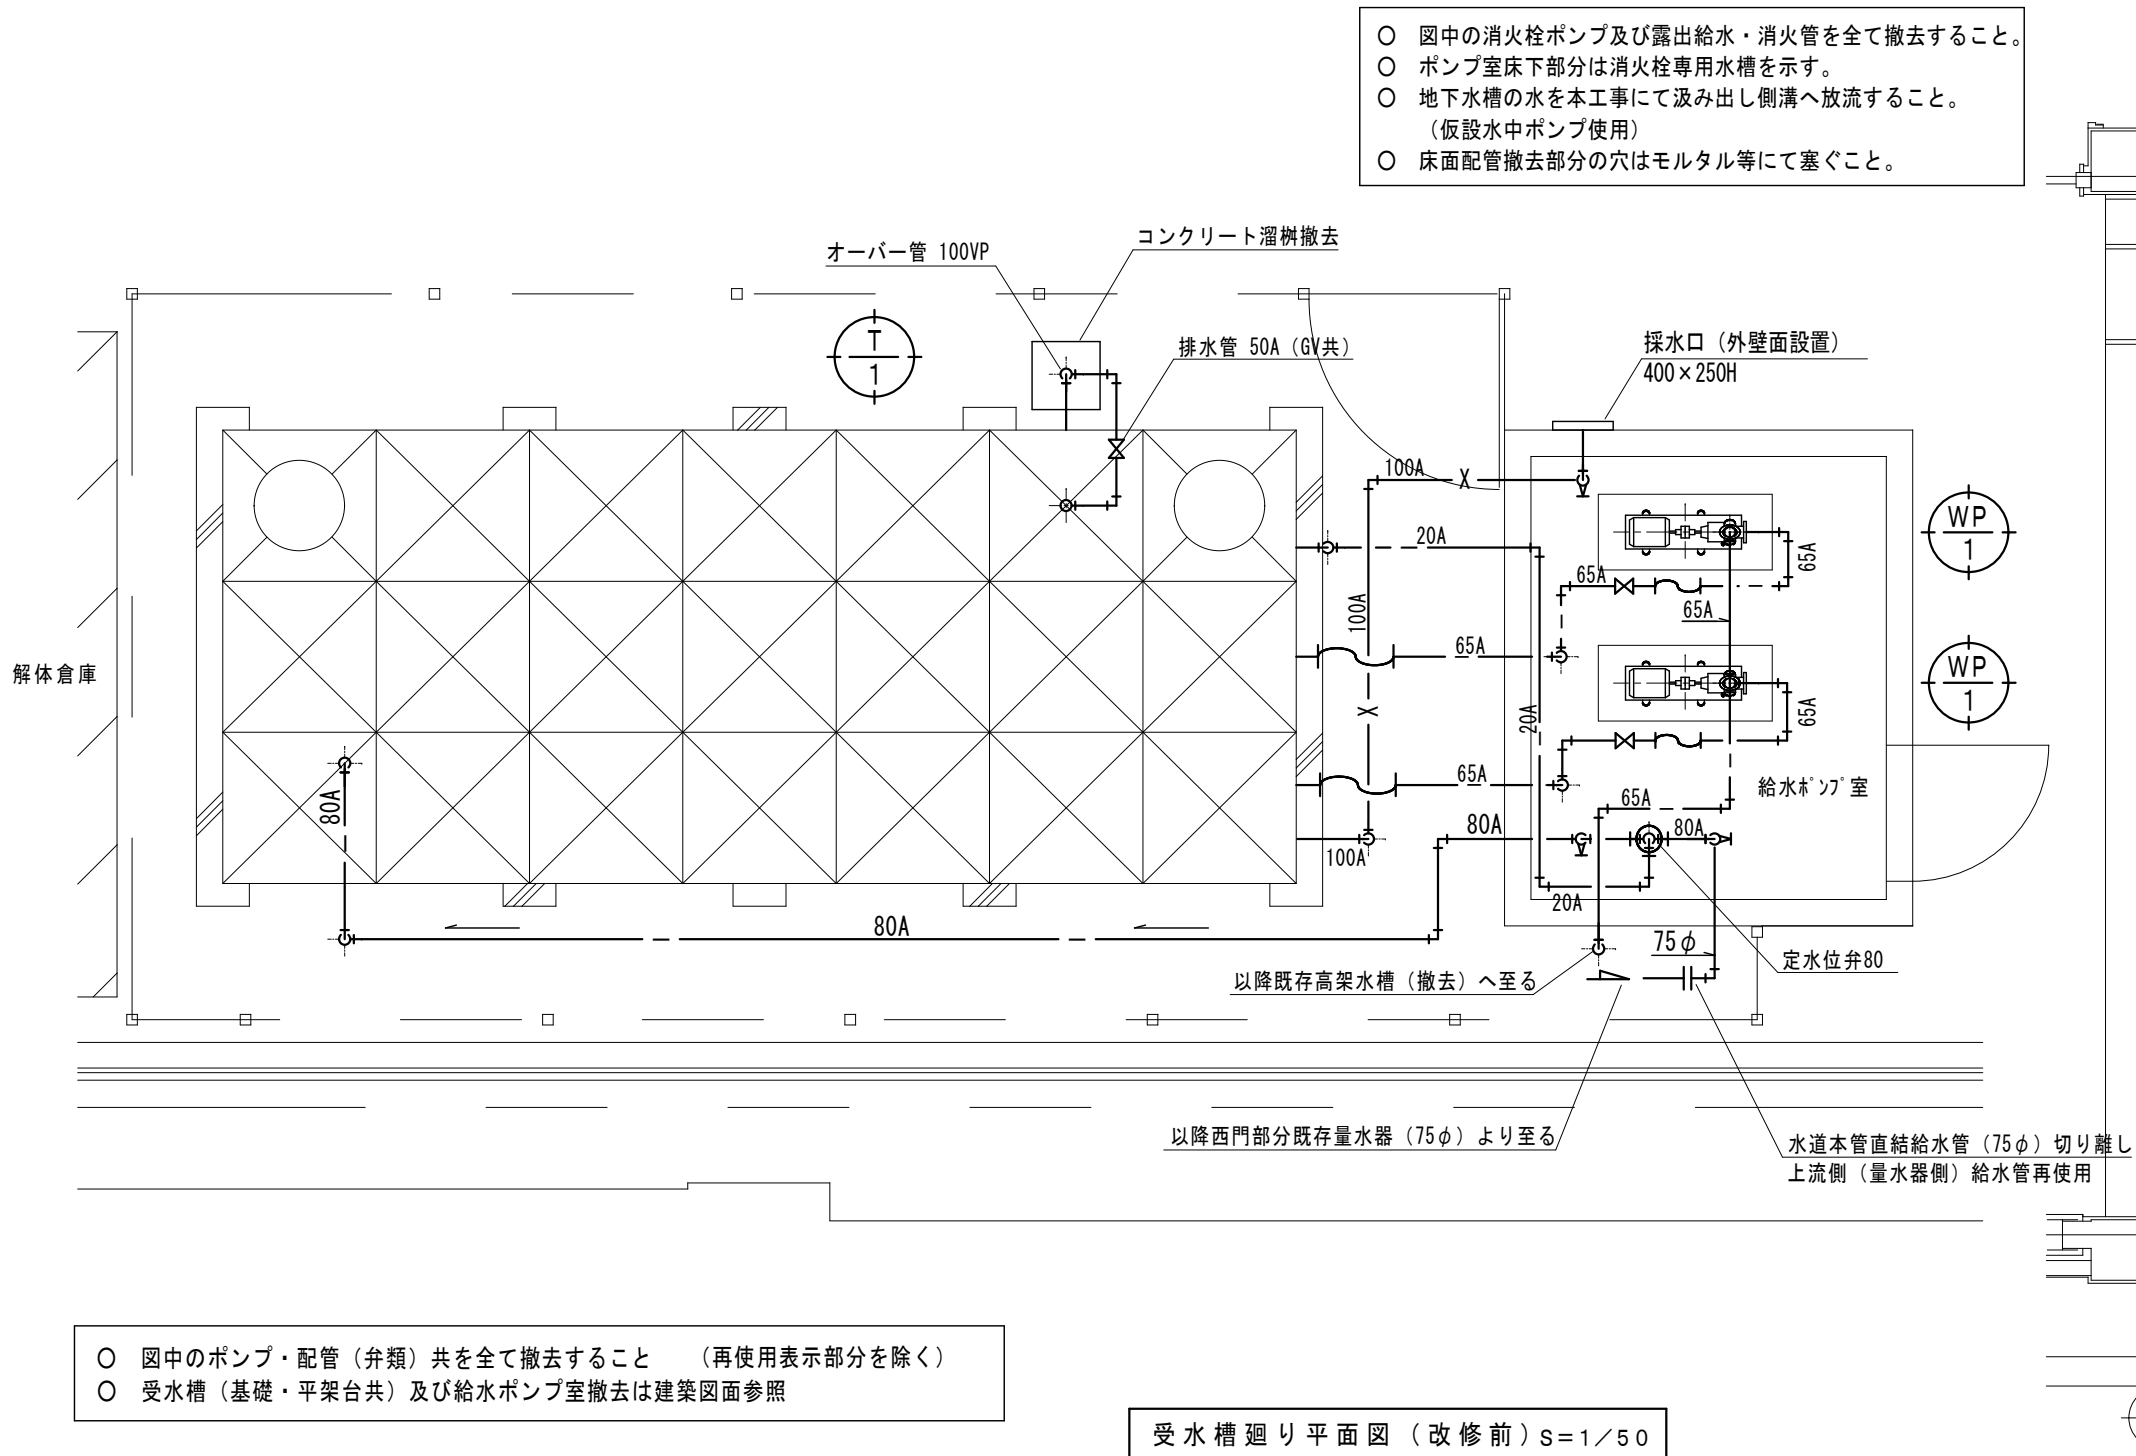 ○ 図中の消火栓ポンプ及び露出給水・消火管を全て撤去すること。
○ ポンプ室床下部分は消火栓専用水槽を示す。
○ 地下水槽の水を本工事にて汲み出し側溝へ放流すること。
（仮設水中ポンプ使用）
○ 床面配管撤去部分の穴はモルタル等にて塞ぐこと。
コンクリート溜桝撤去
オーバー管 100VP
T
1
排水管 50A（GV共）
採水口（外壁面設置）
400×250H
100A
X
20A
WP
1
65A
65A
65A
100A
65A
解体倉庫
WP
1
X
20A
65A
65A
80A
給水ﾎﾟﾝﾌﾟ室
65A
80A
80A
100A
20A
80A
75φ
定水位弁80
以降既存高架水槽（撤去）へ至る
以降西門部分既存量水器（75φ）より至る
水道本管直結給水管（75φ）切り離し
上流側（量水器側）給水管再使用
○ 図中のポンプ・配管（弁類）共を全て撤去すること （再使用表示部分を除く）
○ 受水槽（基礎・平架台共）及び給水ポンプ室撤去は建築図面参照
受水槽廻り平面図（改修前）S=1／50